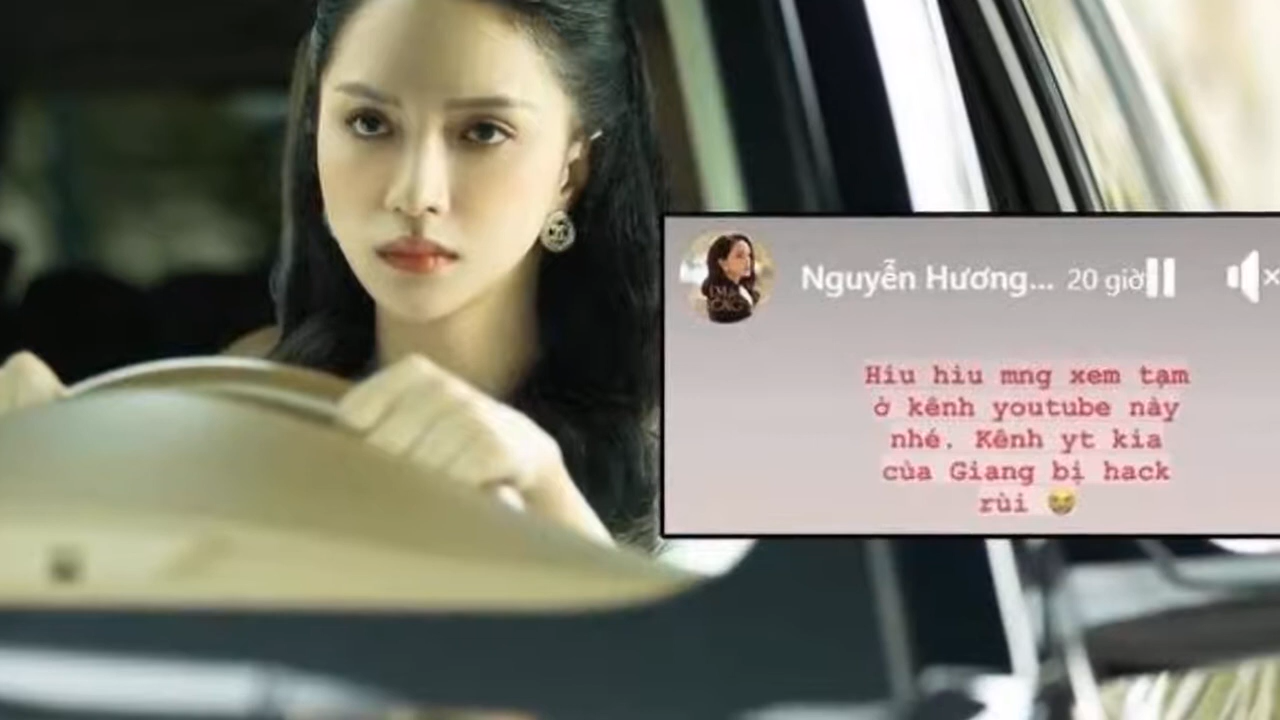 Nguyễn Hương... 20 giờ
Hiu hiu mng xem tạm
ở kênh youtube này
nhé. Kênh yt kia
của Giang bị hack
rùi 😭